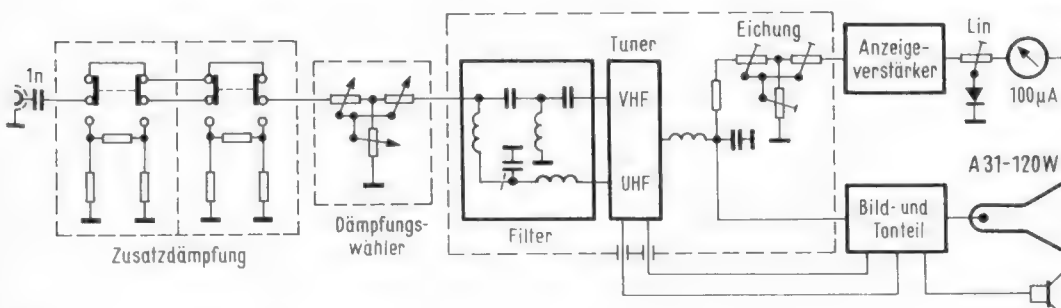 1n
Zusatzdämpfung
Dämpfungs-
wähler
Filter
Tuner
VHF
UHF
Eichung
Anzeige-
verstärker
Lin
100µA
A31-120W
Bild- und
Tonteil